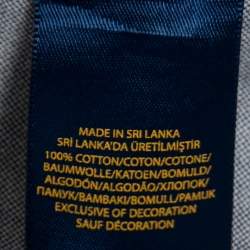 MADE IN SRI LANKA
SRİ LANKA'DA ÜRETİLMİŞTİR
100% COTTON/COTON/COTONE/
BAUMWOLLE/KATOEN/BOMULD/
ALGODÓN/ALGODÃO/ХЛОПОК/
ПАМУК/BAMBAKI/BOMULL/PAMUK
EXCLUSIVE OF DECORATION
SAUF DÉCORATION